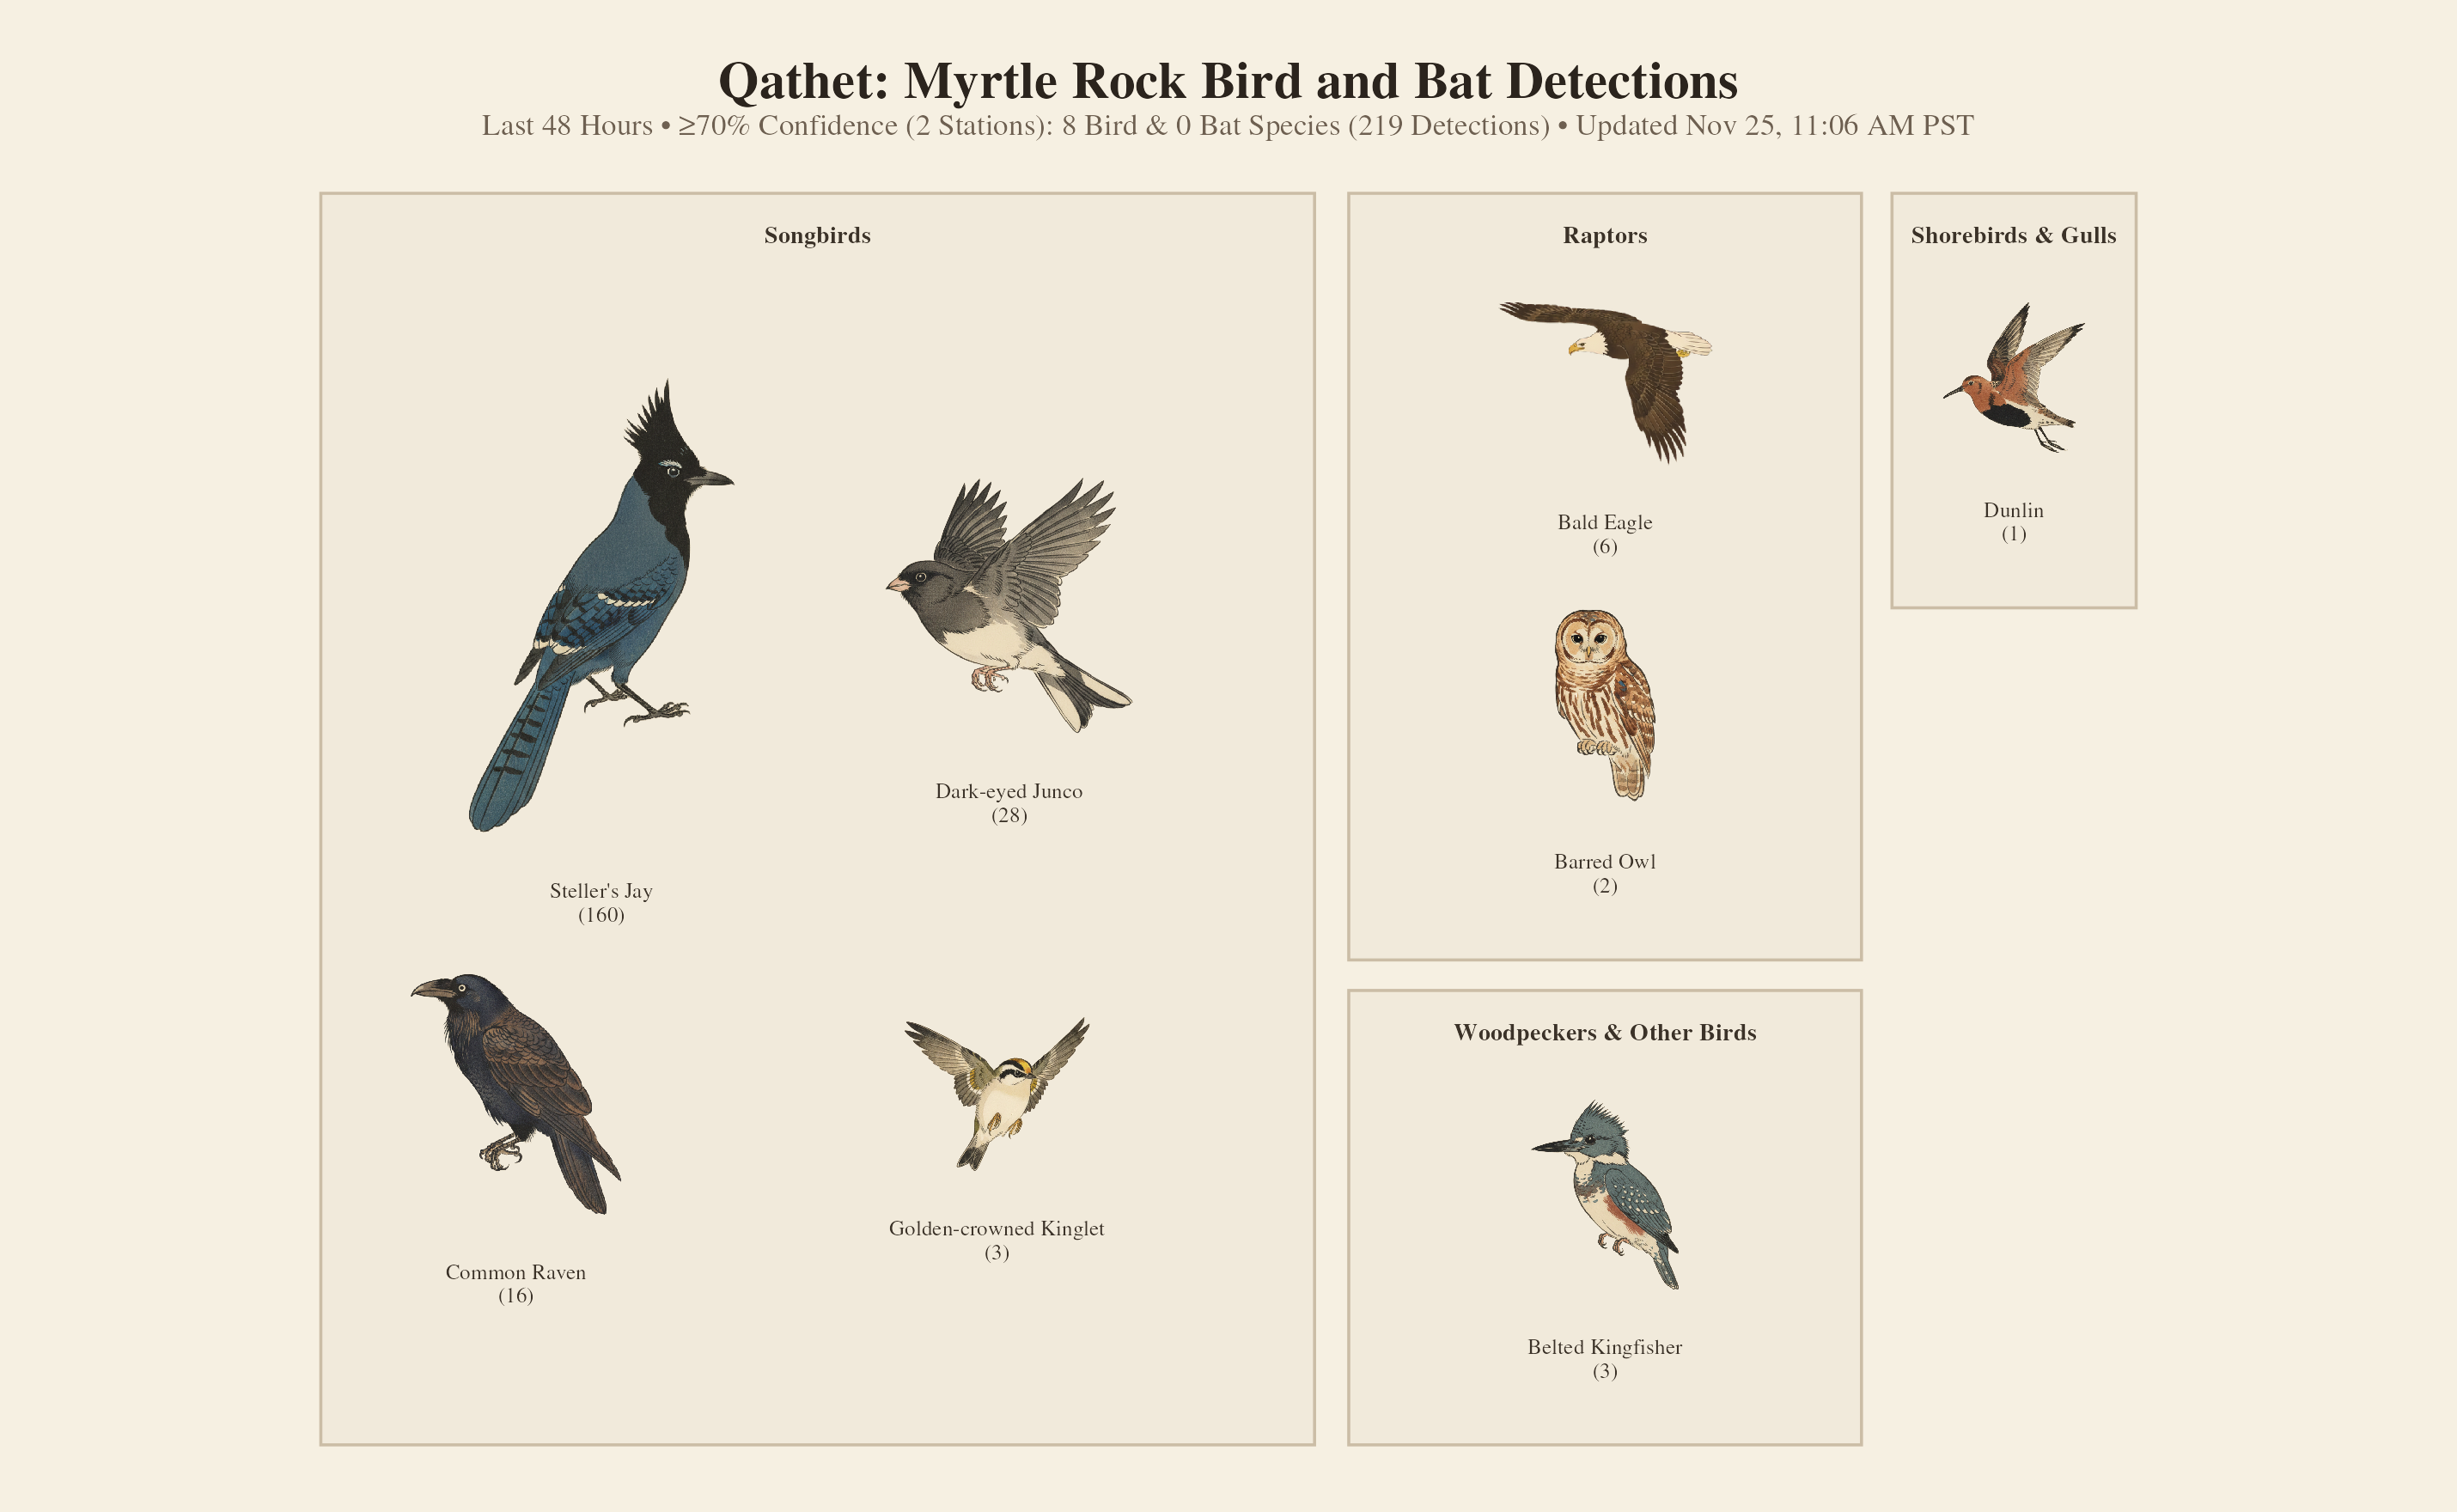 Qathet: Myrtle Rock Bird and Bat Detections
Last 48 Hours • ≥70% Confidence (2 Stations): 8 Bird & 0 Bat Species (219 Detections) • Updated Nov 25, 11:06 AM PST
Songbirds
Steller's Jay
(160)
Dark-eyed Junco
(28)
Common Raven
(16)
Golden-crowned Kinglet
(3)
Raptors
Bald Eagle
(6)
Barred Owl
(2)
Woodpeckers & Other Birds
Belted Kingfisher
(3)
Shorebirds & Gulls
Dunlin
(1)